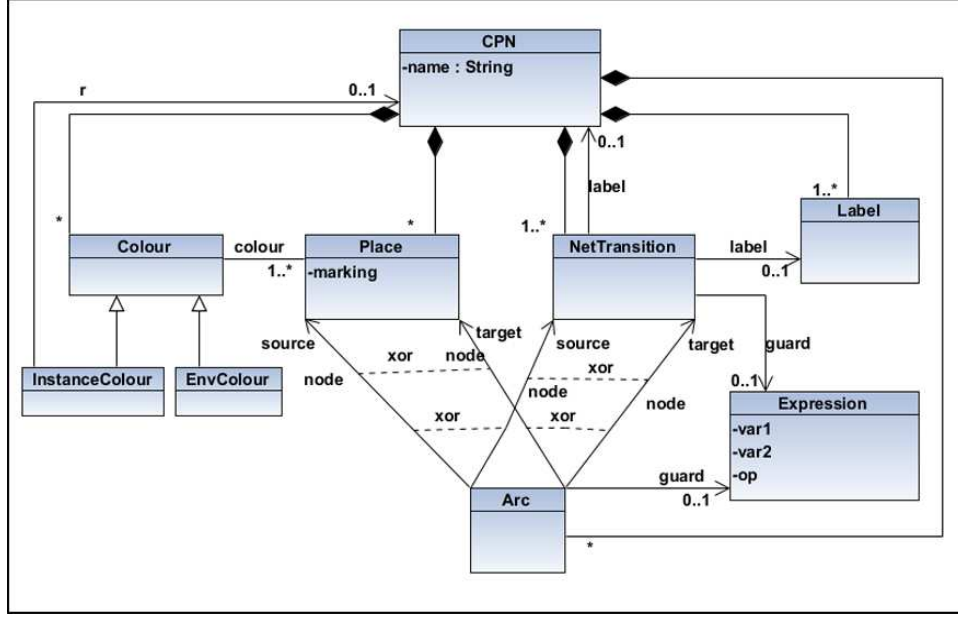 CPN
-name : String
r
0..1
0..1
label
1..*
Label
*
*
1..*
Colour
colour
1..*
Place
-marking
NetTransition
label
0..1
source
target
source
target
guard
xor
node
xor
node
node
node
0..1
InstanceColour
EnvColour
Expression
-var1
-var2
-op
xor
xor
guard
0..1
Arc
*